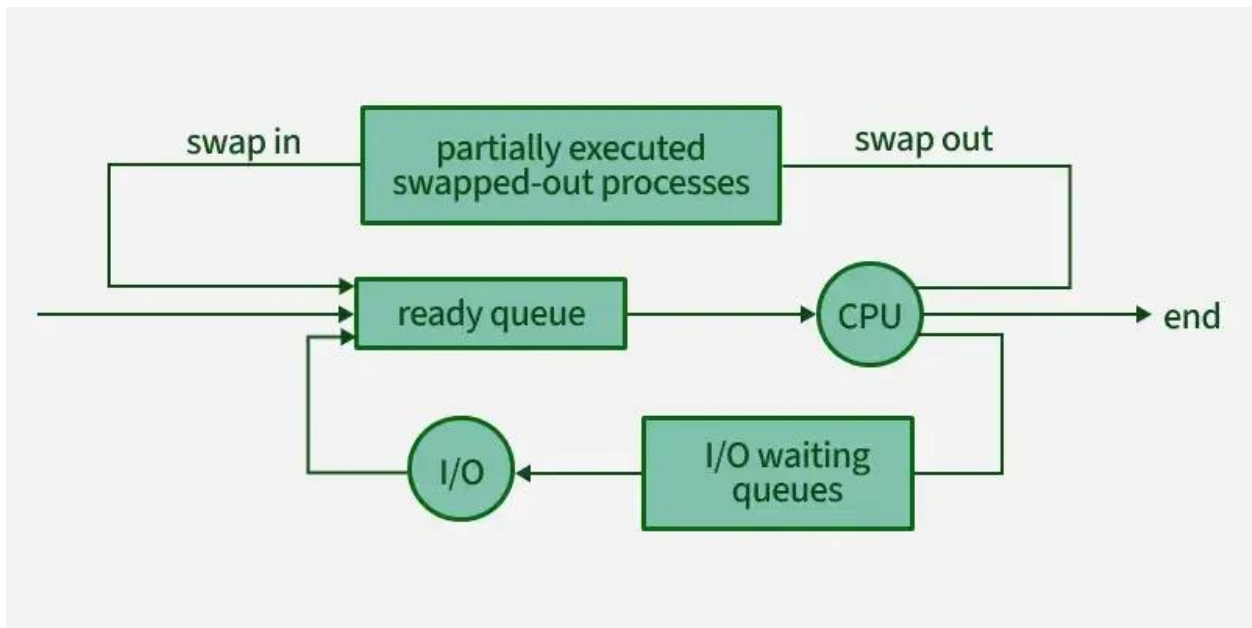 swap in
partially executed
swapped-out processes
swap out
ready queue
CPU
end
I/O
I/O waiting
queues